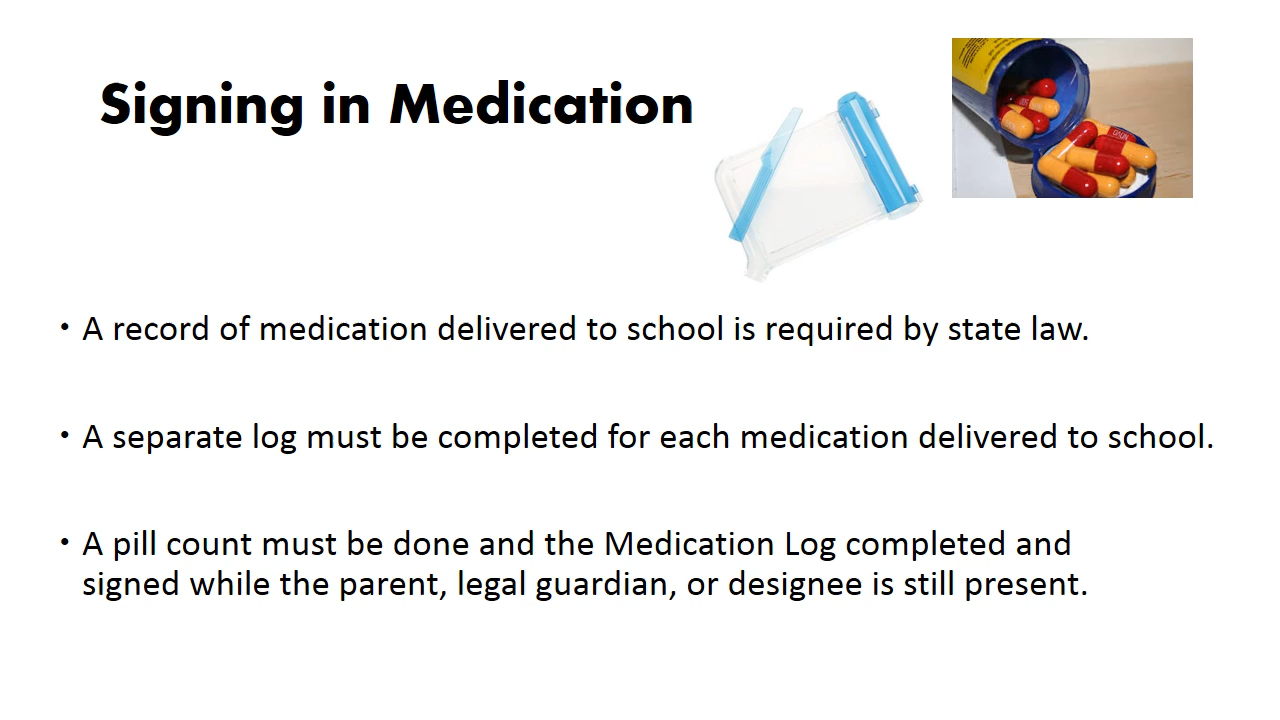 Signing in Medication
• A record of medication delivered to school is required by state law.
• A separate log must be completed for each medication delivered to school.
• A pill count must be done and the Medication Log completed and
signed while the parent, legal guardian, or designee is still present.